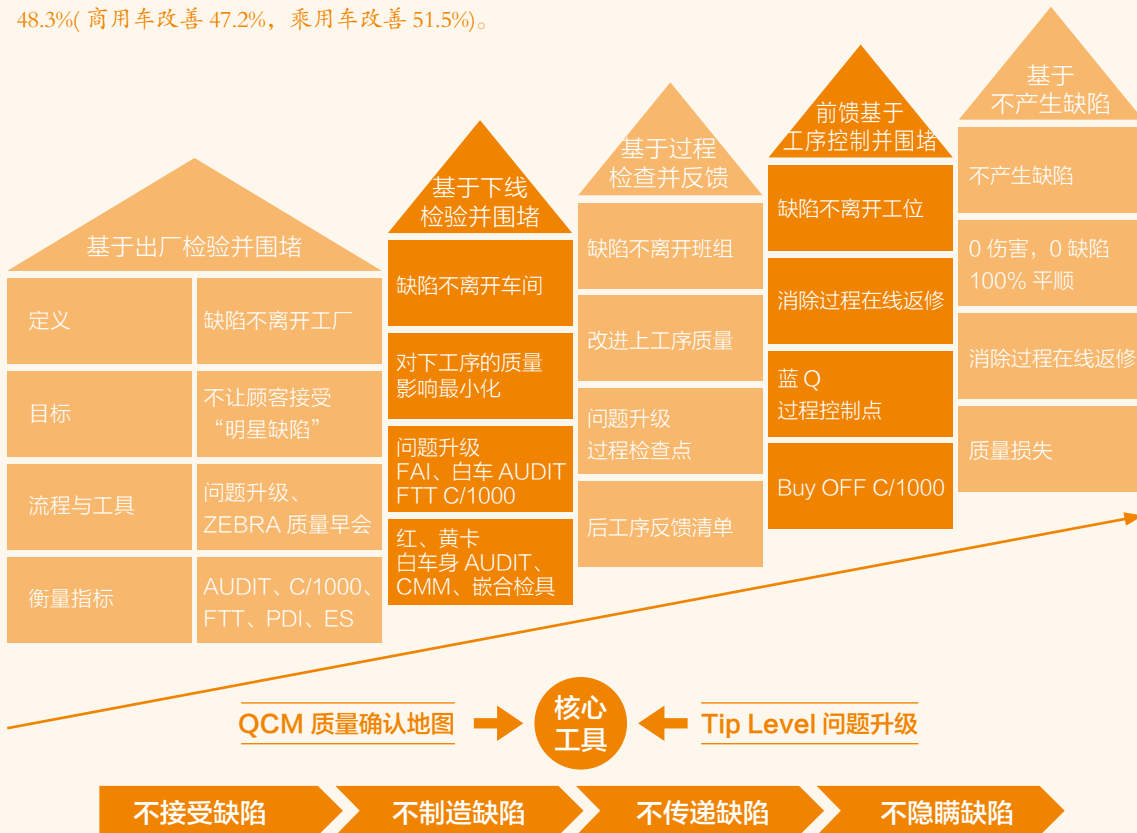 48.3%( 商用车改善 47.2%，乘用车改善 51.5%)。
基于出厂检验并围堵
定义
缺陷不离开工厂
目标
不让顾客接受
“明星缺陷”
流程与工具
问题升级、
ZEBRA 质量早会
衡量指标
AUDIT、C/1000、
FTT、PDI、ES
基于下线
检验并围堵
缺陷不离开车间
对下工序的质量
影响最小化
问题升级
FAI、白车 AUDIT
FTT C/1000
红、黄卡
白车身 AUDIT、
CMM、嵌合检具
基于过程
检查并反馈
缺陷不离开班组
改进上工序质量
问题升级
过程检查点
后工序反馈清单
前馈基于
工序控制并围堵
缺陷不离开工位
消除过程在线返修
蓝 Q
过程控制点
Buy OFF C/1000
基于
不产生缺陷
不产生缺陷
0 伤害，0 缺陷
100% 平顺
消除过程在线返修
质量损失
QCM 质量确认地图
核心
工具
Tip Level 问题升级
不接受缺陷
不制造缺陷
不传递缺陷
不隐瞒缺陷